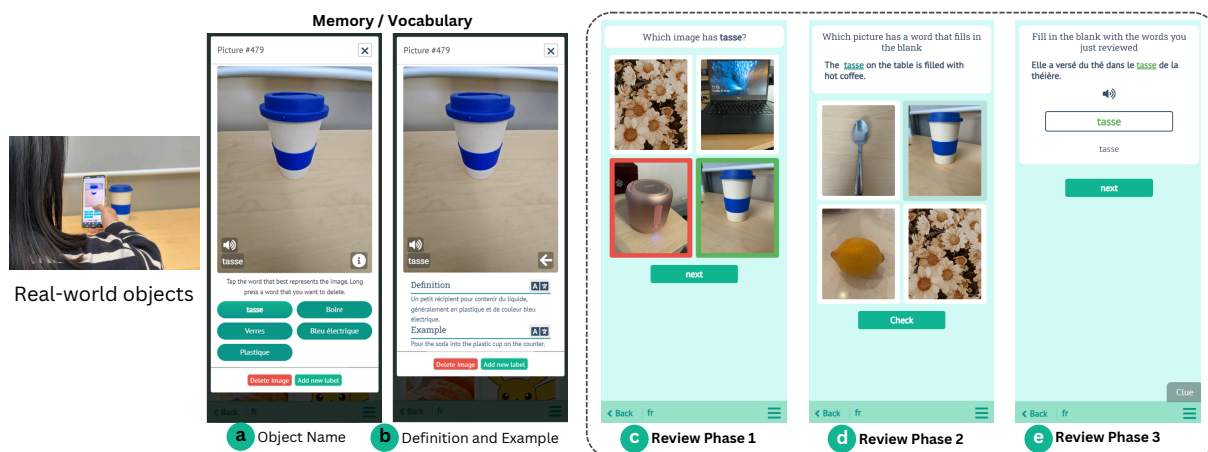 Memory / Vocabulary
Real-world objects
Picture #479
tasse
Tap the word that best represents the image. Long
press a word that you want to delete.
tasse
Boire
Verres
Bleu électrique
Plastique
Delete Image
Add new label
Back
fr
a Object Name
Picture #479
tasse
Definition
Un petit récipient pour contenir du liquide,
généralement en plastique et de couleur bleu
électrique.
Example
Pour the soda into the plastic cup on the counter.
Delete Image
Add new label
Back
fr
b Definition and Example
Which image has tasse?
next
Back
fr
c Review Phase 1
Which picture has a word that fills in
the blank
The tasse on the table is filled with
hot coffee.
Check
Back
fr
d Review Phase 2
Fill in the blank with the words you
just reviewed
Elle a versé du thé dans le tasse de la
théière.
tasse
tasse
next
Clue
Back
fr
e Review Phase 3